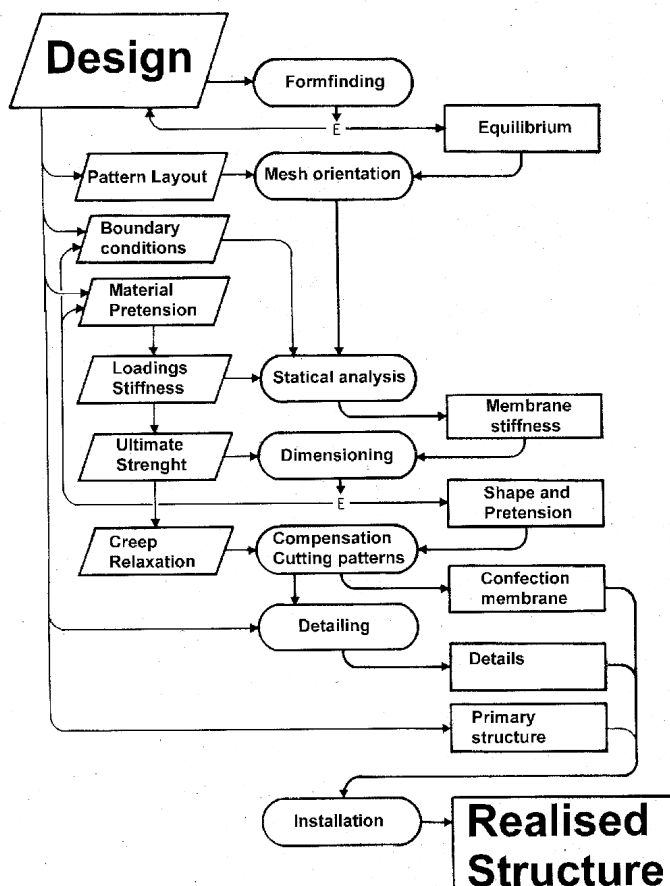 Design
Formfinding
E
Equilibrium
Pattern Layout
Mesh orientation
Boundary
conditions
Material
Pretension
Loadings
Stiffness
Statical analysis
Membrane
stiffness
Ultimate
Strenght
Dimensioning
E
Shape and
Pretension
Creep
Relaxation
Compensation
Cutting patterns
Confection
membrane
Detailing
Details
Primary
structure
Installation
Realised
Structure